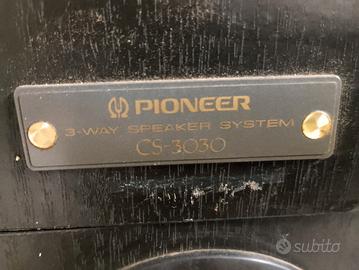 PIONEER
3-WAY SPEAKER SYSTEM
CS-3030
subito